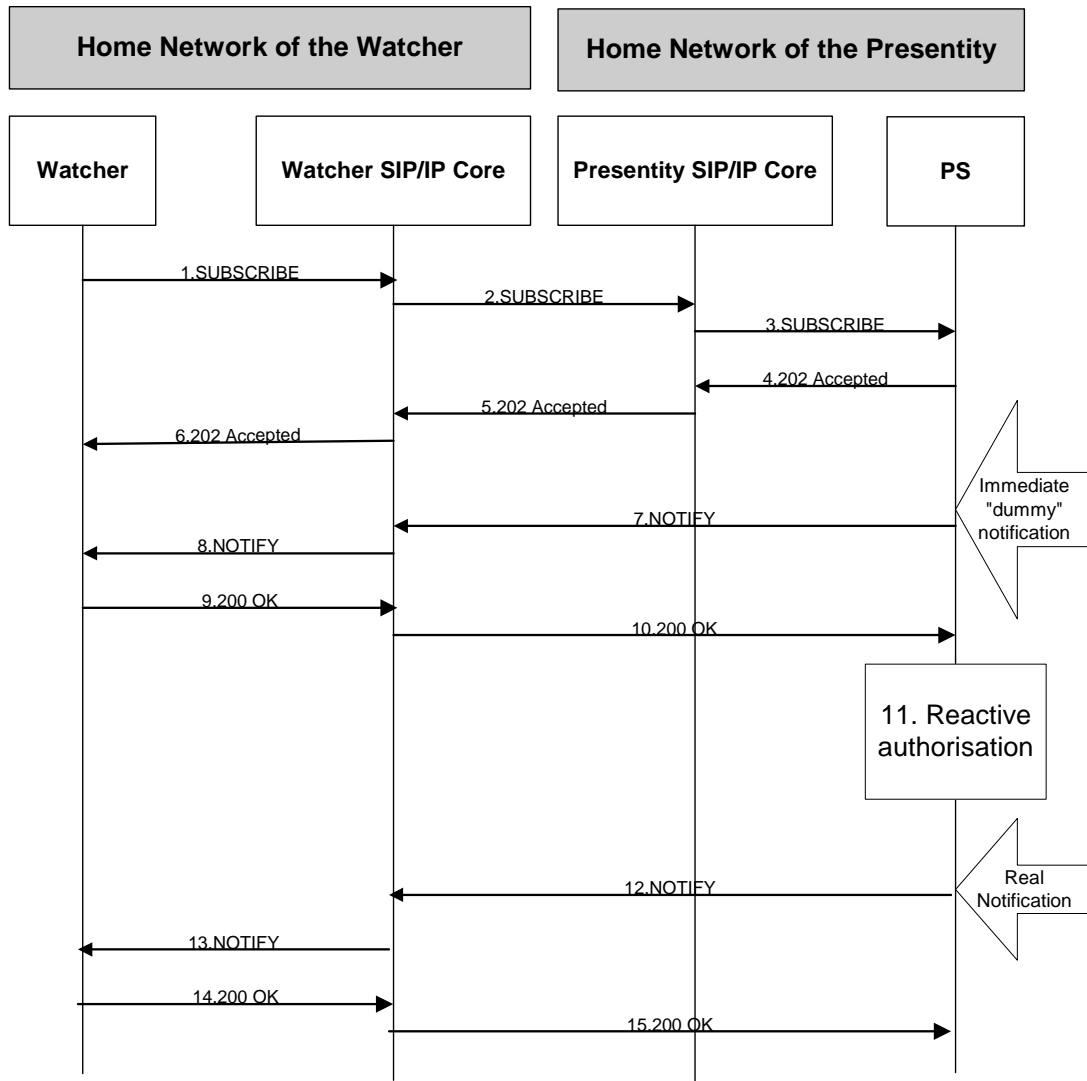 Home Network of the Watcher
Home Network of the Presentity
Watcher
Watcher SIP/IP Core
Presentity SIP/IP Core
PS
1.SUBSCRIBE
2.SUBSCRIBE
3.SUBSCRIBE
4.202 Accepted
5.202 Accepted
6.202 Accepted
Immediate
"dummy"
notification
7.NOTIFY
8.NOTIFY
9.200 OK
10.200 OK
11. Reactive
authorisation
Real
Notification
12.NOTIFY
13.NOTIFY
14.200 OK
15.200 OK